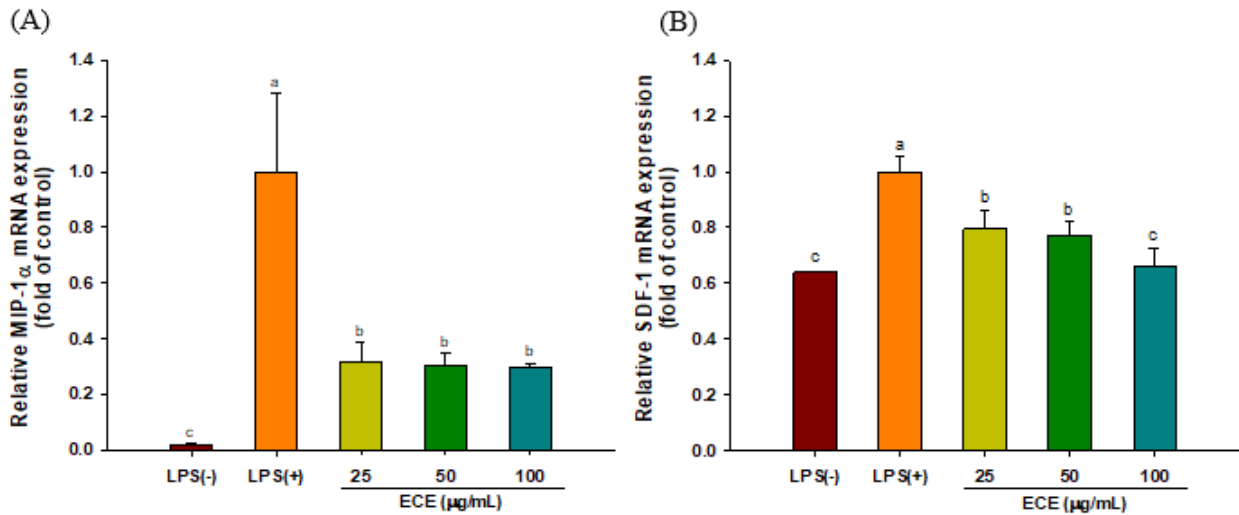 (A)
Relative MIP-1α mRNA expression
(fold of control)
1.4
1.2
1.0
0.8
0.6
0.4
0.2
0.0
c
a
b
b
b
LPS(-)
LPS(+)
25
50
100
ECE (μg/mL)
(B)
Relative SDF-1 mRNA expression
(fold of control)
1.4
1.2
1.0
0.8
0.6
0.4
0.2
0.0
c
a
b
b
c
LPS(-)
LPS(+)
25
50
100
ECE (μg/mL)